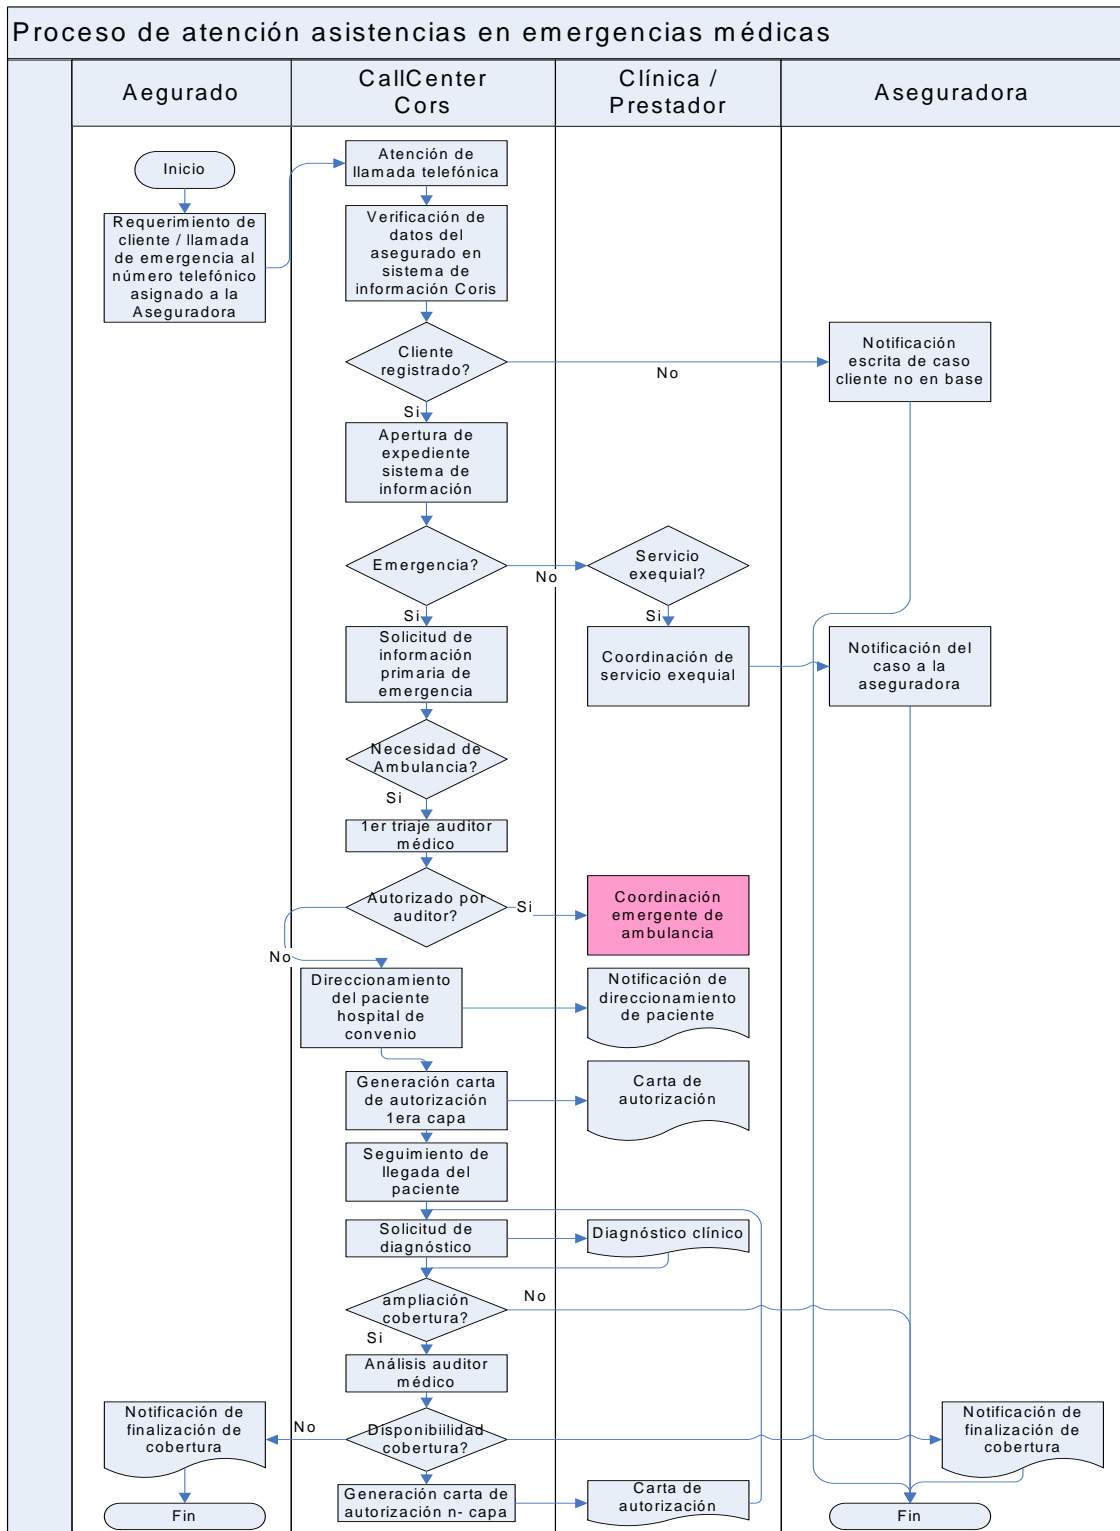 Proceso de atención asistencias en emergencias médicas
Aegurado
CallCenter
Cors
Clínica /
Prestador
Aseguradora
Inicio
Requerimiento de
cliente / llamada
de emergencia al
número telefónico
asignado a la
Aseguradora
Atención de
llamada telefónica
Verificación de
datos del
asegurado en
sistema de
información Coris
Cliente
registrado?
No
Notificación
escrita de caso
cliente no en base
Si
Apertura de
expediente
sistema de
información
Emergencia?
No
Servicio
exequial?
Si
Si
Solicitud de
información
primaria de
emergencia
Coordinación de
servicio exequial
Notificación del
caso a la
aseguradora
Necesidad de
Ambulancia?
Si
1er triaje auditor
médico
Autorizado por
auditor?
Si
Coordinación
emergente de
ambulancia
No
Direccionamiento
del paciente
hospital de
convenio
Notificación de
direccionamiento
de paciente
Generación carta
de autorización
1era capa
Carta de
autorización
Seguimiento de
llegada del
paciente
Solicitud de
diagnóstico
Diagnóstico clínico
ampliación
cobertura?
No
Si
Análisis auditor
médico
Notificación de
finalización de
cobertura
No
Disponibiilidad
cobertura?
Notificación de
finalización de
cobertura
Generación carta de
autorización n- capa
Carta de
autorización
Fin
Fin